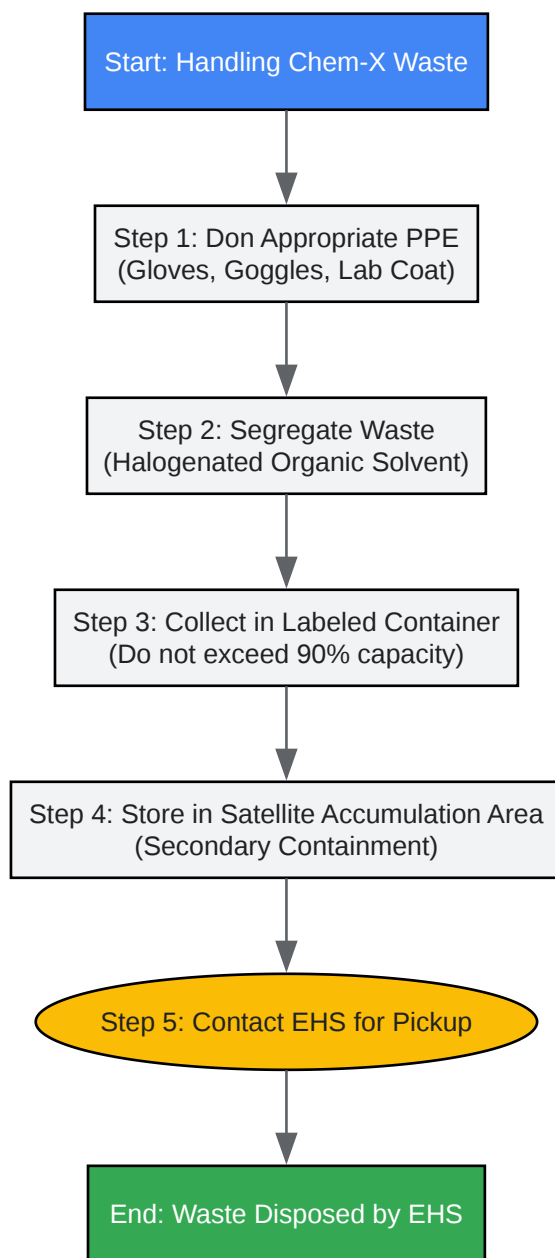 Start: Handling Chem-X Waste
Step 1: Don Appropriate PPE
(Gloves, Goggles, Lab Coat)
Step 2: Segregate Waste
(Halogenated Organic Solvent)
Step 3: Collect in Labeled Container
(Do not exceed 90% capacity)
Step 4: Store in Satellite Accumulation Area
(Secondary Containment)
Step 5: Contact EHS for Pickup
End: Waste Disposed by EHS